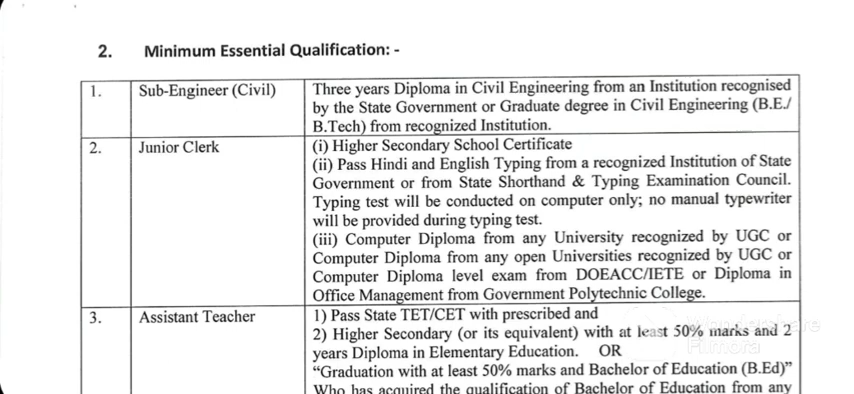 2. Minimum Essential Qualification: -
1. Sub-Engineer (Civil) Three years Diploma in Civil Engineering from an Institution recognised
by the State Government or Graduate degree in Civil Engineering (B.E./
B.Tech) from recognized Institution.
2. Junior Clerk (i) Higher Secondary School Certificate
(ii) Pass Hindi and English Typing from a recognized Institution of State
Government or from State Shorthand & Typing Examination Council.
Typing test will be conducted on computer only; no manual typewriter
will be provided during typing test.
(iii) Computer Diploma from any University recognized by UGC or
Computer Diploma from any open Universities recognized by UGC or
Computer Diploma level exam from DOEACC/IETE or Diploma in
Office Management from Government Polytechnic College.
3. Assistant Teacher 1) Pass State TET/CET with prescribed and
2) Higher Secondary (or its equivalent) with at least 50% marks and 2
years Diploma in Elementary Education. OR
“Graduation with at least 50% marks and Bachelor of Education (B.Ed)”
Who has acquired the qualification of Bachelor of Education from any
Wondershare
Filmora